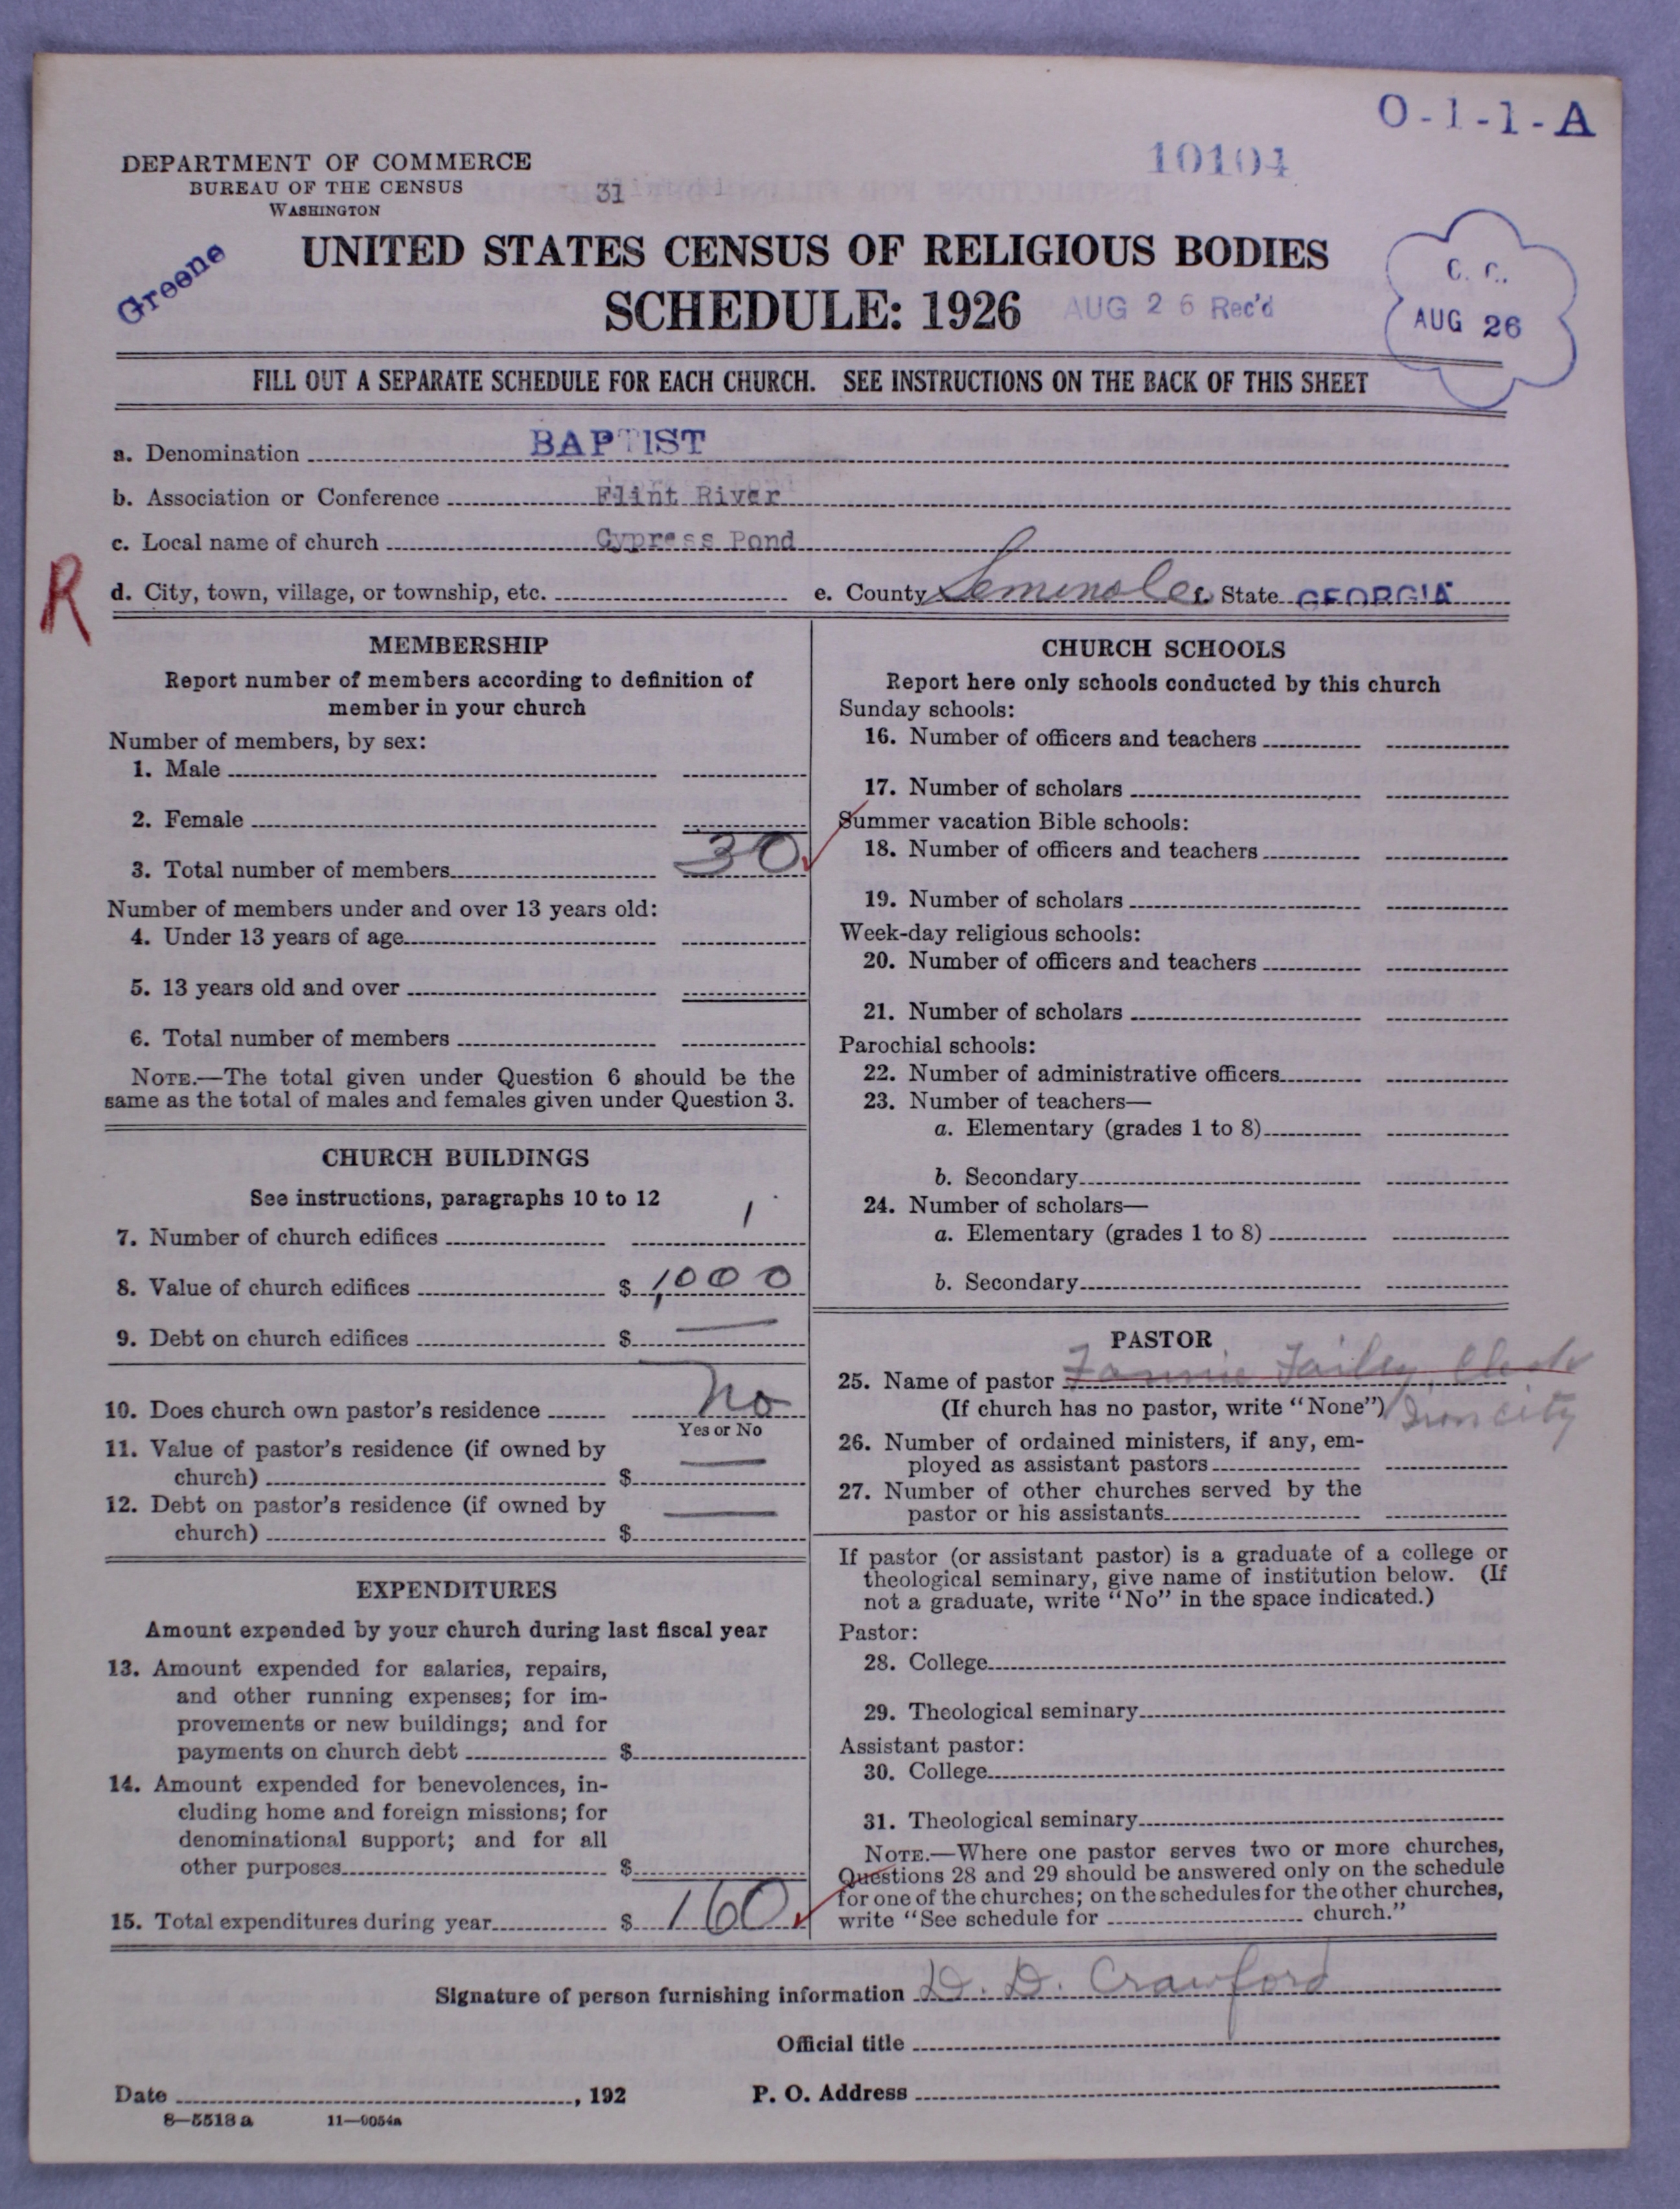 O-1-1-A
10104
DEPARTMENT OF COMMERCE
BUREAU OF THE CENSUS
WASHINGTON
31
Greene
UNITED STATES CENSUS OF RELIGIOUS BODIES
SCHEDULE: 1926
AUG 26 Rec'd
C. C.
AUG 26
FILL OUT A SEPARATE SCHEDULE FOR EACH CHURCH. SEE INSTRUCTIONS ON THE BACK OF THIS SHEET
a. Denomination BAPTIST
b. Association or Conference Flint River
c. Local name of church Cypress Pond
R
d. City, town, village, or township, etc. e. County Seminole f. State GEORGIA
MEMBERSHIP
Report number of members according to definition of
member in your church
Number of members, by sex:
1. Male
2. Female
3. Total number of members 30
Number of members under and over 13 years old:
4. Under 13 years of age
5. 13 years old and over
6. Total number of members
NOTE.—The total given under Question 6 should be the
same as the total of males and females given under Question 3.
CHURCH BUILDINGS
See instructions, paragraphs 10 to 12
7. Number of church edifices 1
8. Value of church edifices $ 1,000
9. Debt on church edifices $ —
10. Does church own pastor's residence No
Yes or No
11. Value of pastor's residence (if owned by
church) $ —
12. Debt on pastor's residence (if owned by
church) $ —
EXPENDITURES
Amount expended by your church during last fiscal year
13. Amount expended for salaries, repairs,
and other running expenses; for im-
provements or new buildings; and for
payments on church debt $
14. Amount expended for benevolences, in-
cluding home and foreign missions; for
denominational support; and for all
other purposes $
15. Total expenditures during year $ 160
CHURCH SCHOOLS
Report here only schools conducted by this church
Sunday schools:
16. Number of officers and teachers
17. Number of scholars
Summer vacation Bible schools:
18. Number of officers and teachers
19. Number of scholars
Week-day religious schools:
20. Number of officers and teachers
21. Number of scholars
Parochial schools:
22. Number of administrative officers
23. Number of teachers—
a. Elementary (grades 1 to 8)
b. Secondary
24. Number of scholars—
a. Elementary (grades 1 to 8)
b. Secondary
PASTOR
25. Name of pastor Fannie Failey, Clerk
(If church has no pastor, write "None") Iron city
26. Number of ordained ministers, if any, em-
ployed as assistant pastors
27. Number of other churches served by the
pastor or his assistants
If pastor (or assistant pastor) is a graduate of a college or
theological seminary, give name of institution below. (If
not a graduate, write "No" in the space indicated.)
Pastor:
28. College
29. Theological seminary
Assistant pastor:
30. College
31. Theological seminary
NOTE.—Where one pastor serves two or more churches,
Questions 28 and 29 should be answered only on the schedule
for one of the churches; on the schedules for the other churches,
write "See schedule for church."
Signature of person furnishing information D. D. Crawford
Official title
Date , 192 P. O. Address
8—5518 a 11—9054a